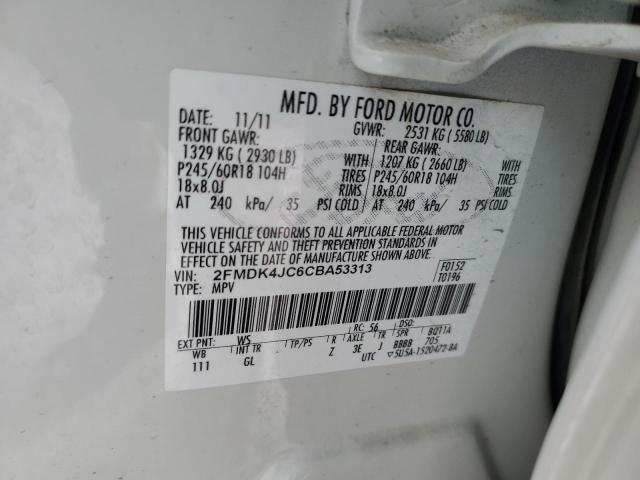 MFD. BY FORD MOTOR CO.
DATE: 11/11 GVWR: 2531 KG ( 5580 LB)
FRONT GAWR: REAR GAWR:
1329 KG ( 2930 LB) WITH 1207 KG ( 2660 LB) WITH
P245/60R18 104H TIRES P245/60R18 104H TIRES
18x8.0J RIMS 18x8.0J RIMS
AT 240 kPa/ 35 PSI COLD AT 240 kPa/ 35 PSI COLD
THIS VEHICLE CONFORMS TO ALL APPLICABLE FEDERAL MOTOR
VEHICLE SAFETY AND THEFT PREVENTION STANDARDS IN
EFFECT ON THE DATE OF MANUFACTURE SHOWN ABOVE.
VIN: 2FMDK4JC6CBA53313 F0152
TYPE: MPV T0196
EXT PNT: WS RC: 56 DSO:
WB INT TR TP/PS R AXLE TR SPR BQ11A
111 GL Z 3E J BBBB 705
UTC 5U5A-1520472-BA